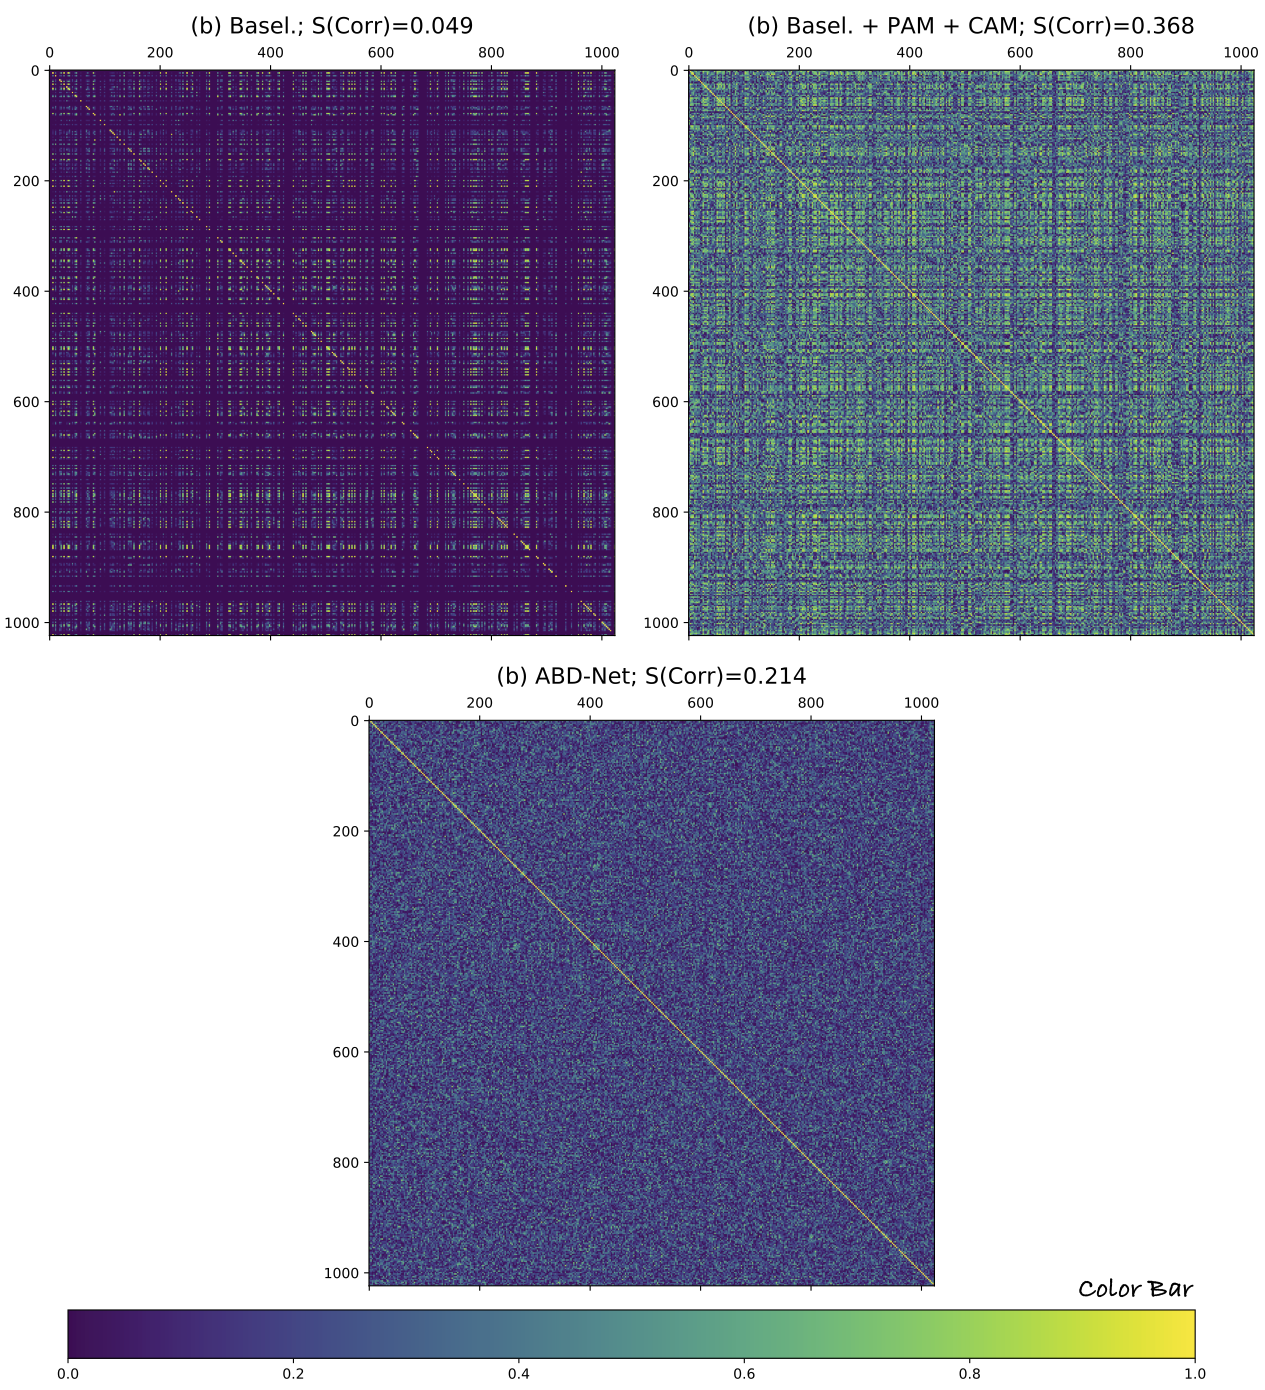 (b) Basel.; S(Corr)=0.049
0 200 400 600 800 1000
0
200
400
600
800
1000
(b) Basel. + PAM + CAM; S(Corr)=0.368
0 200 400 600 800 1000
0
200
400
600
800
1000
(b) ABD-Net; S(Corr)=0.214
0 200 400 600 800 1000
0
200
400
600
800
1000
Color Bar
0.0 0.2 0.4 0.6 0.8 1.0